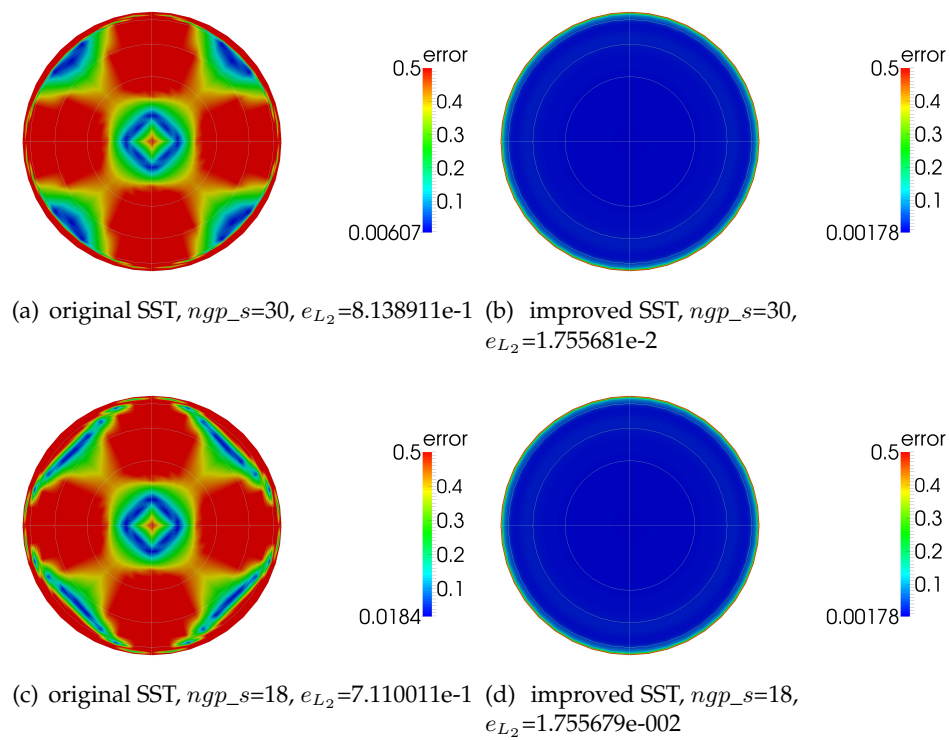 error
0.5
0.4
0.3
0.2
0.1
0.00607
error
0.5
0.4
0.3
0.2
0.1
0.00178
(a) original SST, ngp_s=30, e_{L_2}=8.138911e-1
(b) improved SST, ngp_s=30,
e_{L_2}=1.755681e-2
error
0.5
0.4
0.3
0.2
0.1
0.0184
error
0.5
0.4
0.3
0.2
0.1
0.00178
(c) original SST, ngp_s=18, e_{L_2}=7.110011e-1
(d) improved SST, ngp_s=18,
e_{L_2}=1.755679e-002